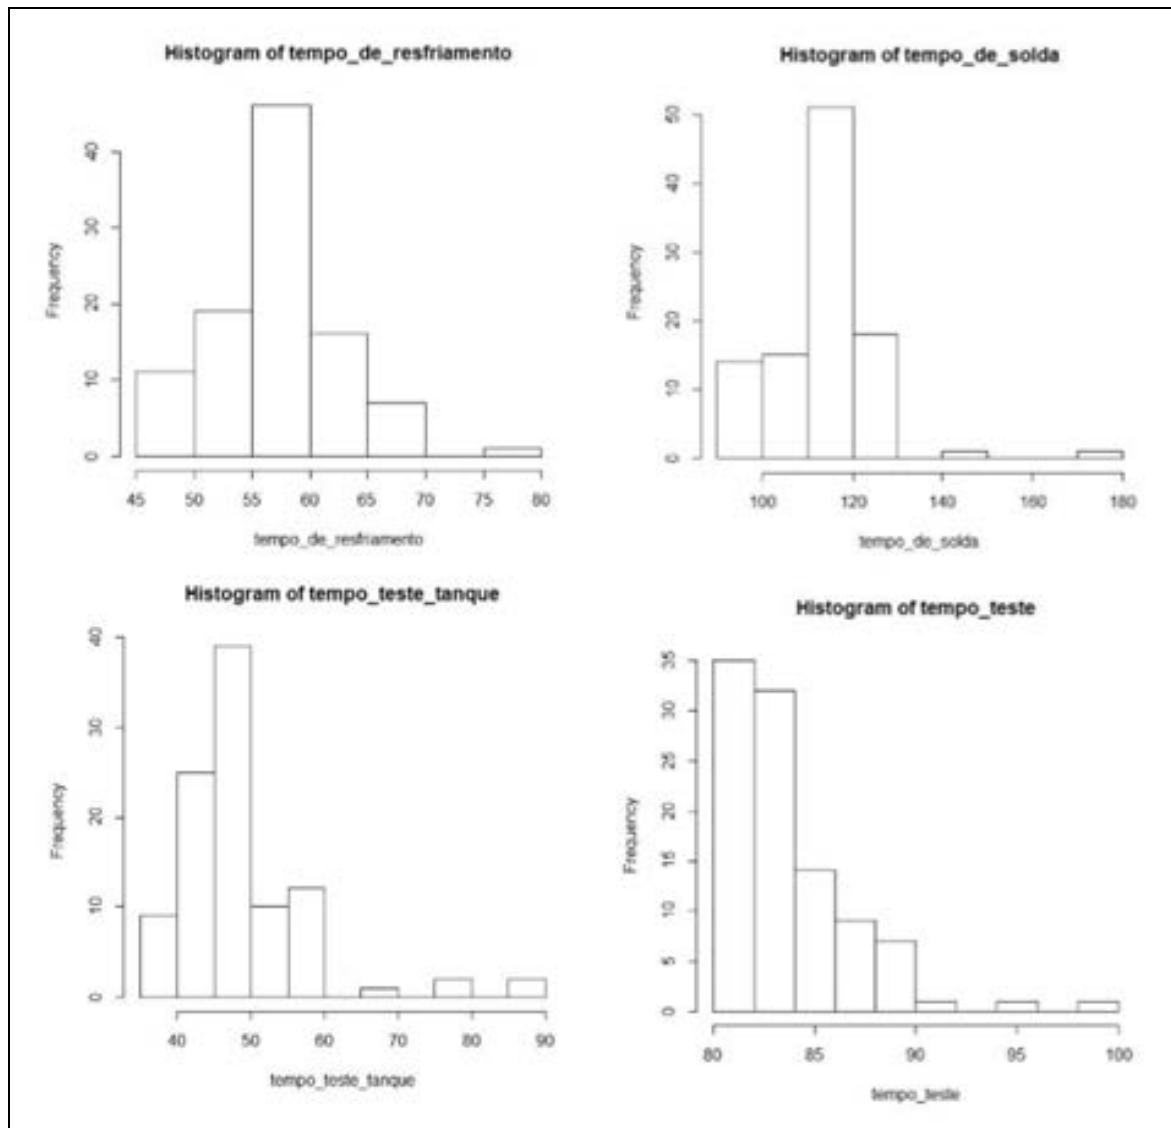 Histogram of tempo_de_resfriamento
Frequency
0 10 20 30 40
45 50 55 60 65 70 75 80
tempo_de_resfriamento
Histogram of tempo_de_solda
Frequency
0 10 20 30 40 50
100 120 140 160 180
tempo_de_solda
Histogram of tempo_teste_tanque
Frequency
0 10 20 30 40
40 50 60 70 80 90
tempo_teste_tanque
Histogram of tempo_teste
Frequency
0 5 10 15 20 25 30 35
80 85 90 95 100
tempo_teste